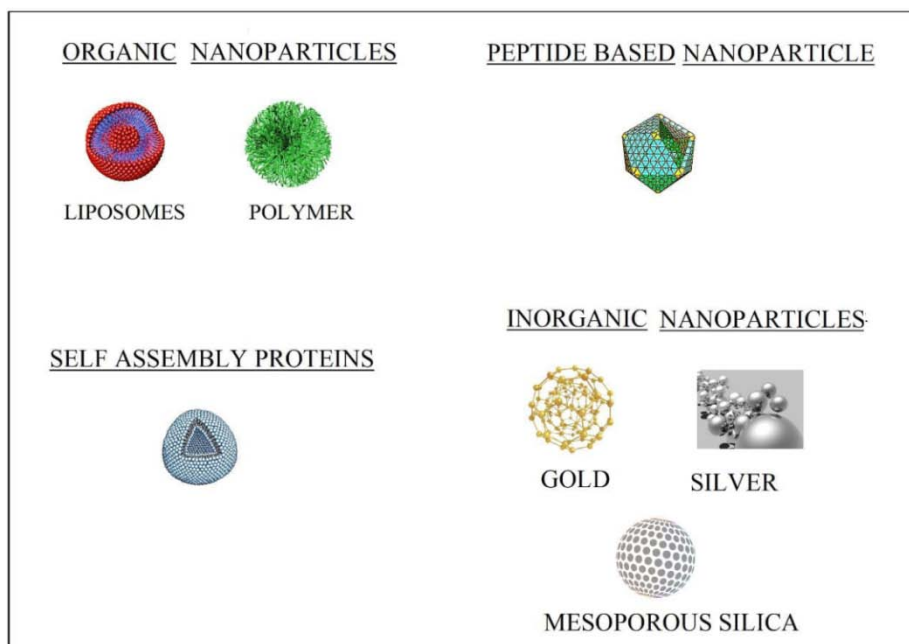 ORGANIC NANOPARTICLES
LIPOSOMES
POLYMER
PEPTIDE BASED NANOPARTICLE
SELF ASSEMBLY PROTEINS
INORGANIC NANOPARTICLES
GOLD
SILVER
MESOPOROUS SILICA